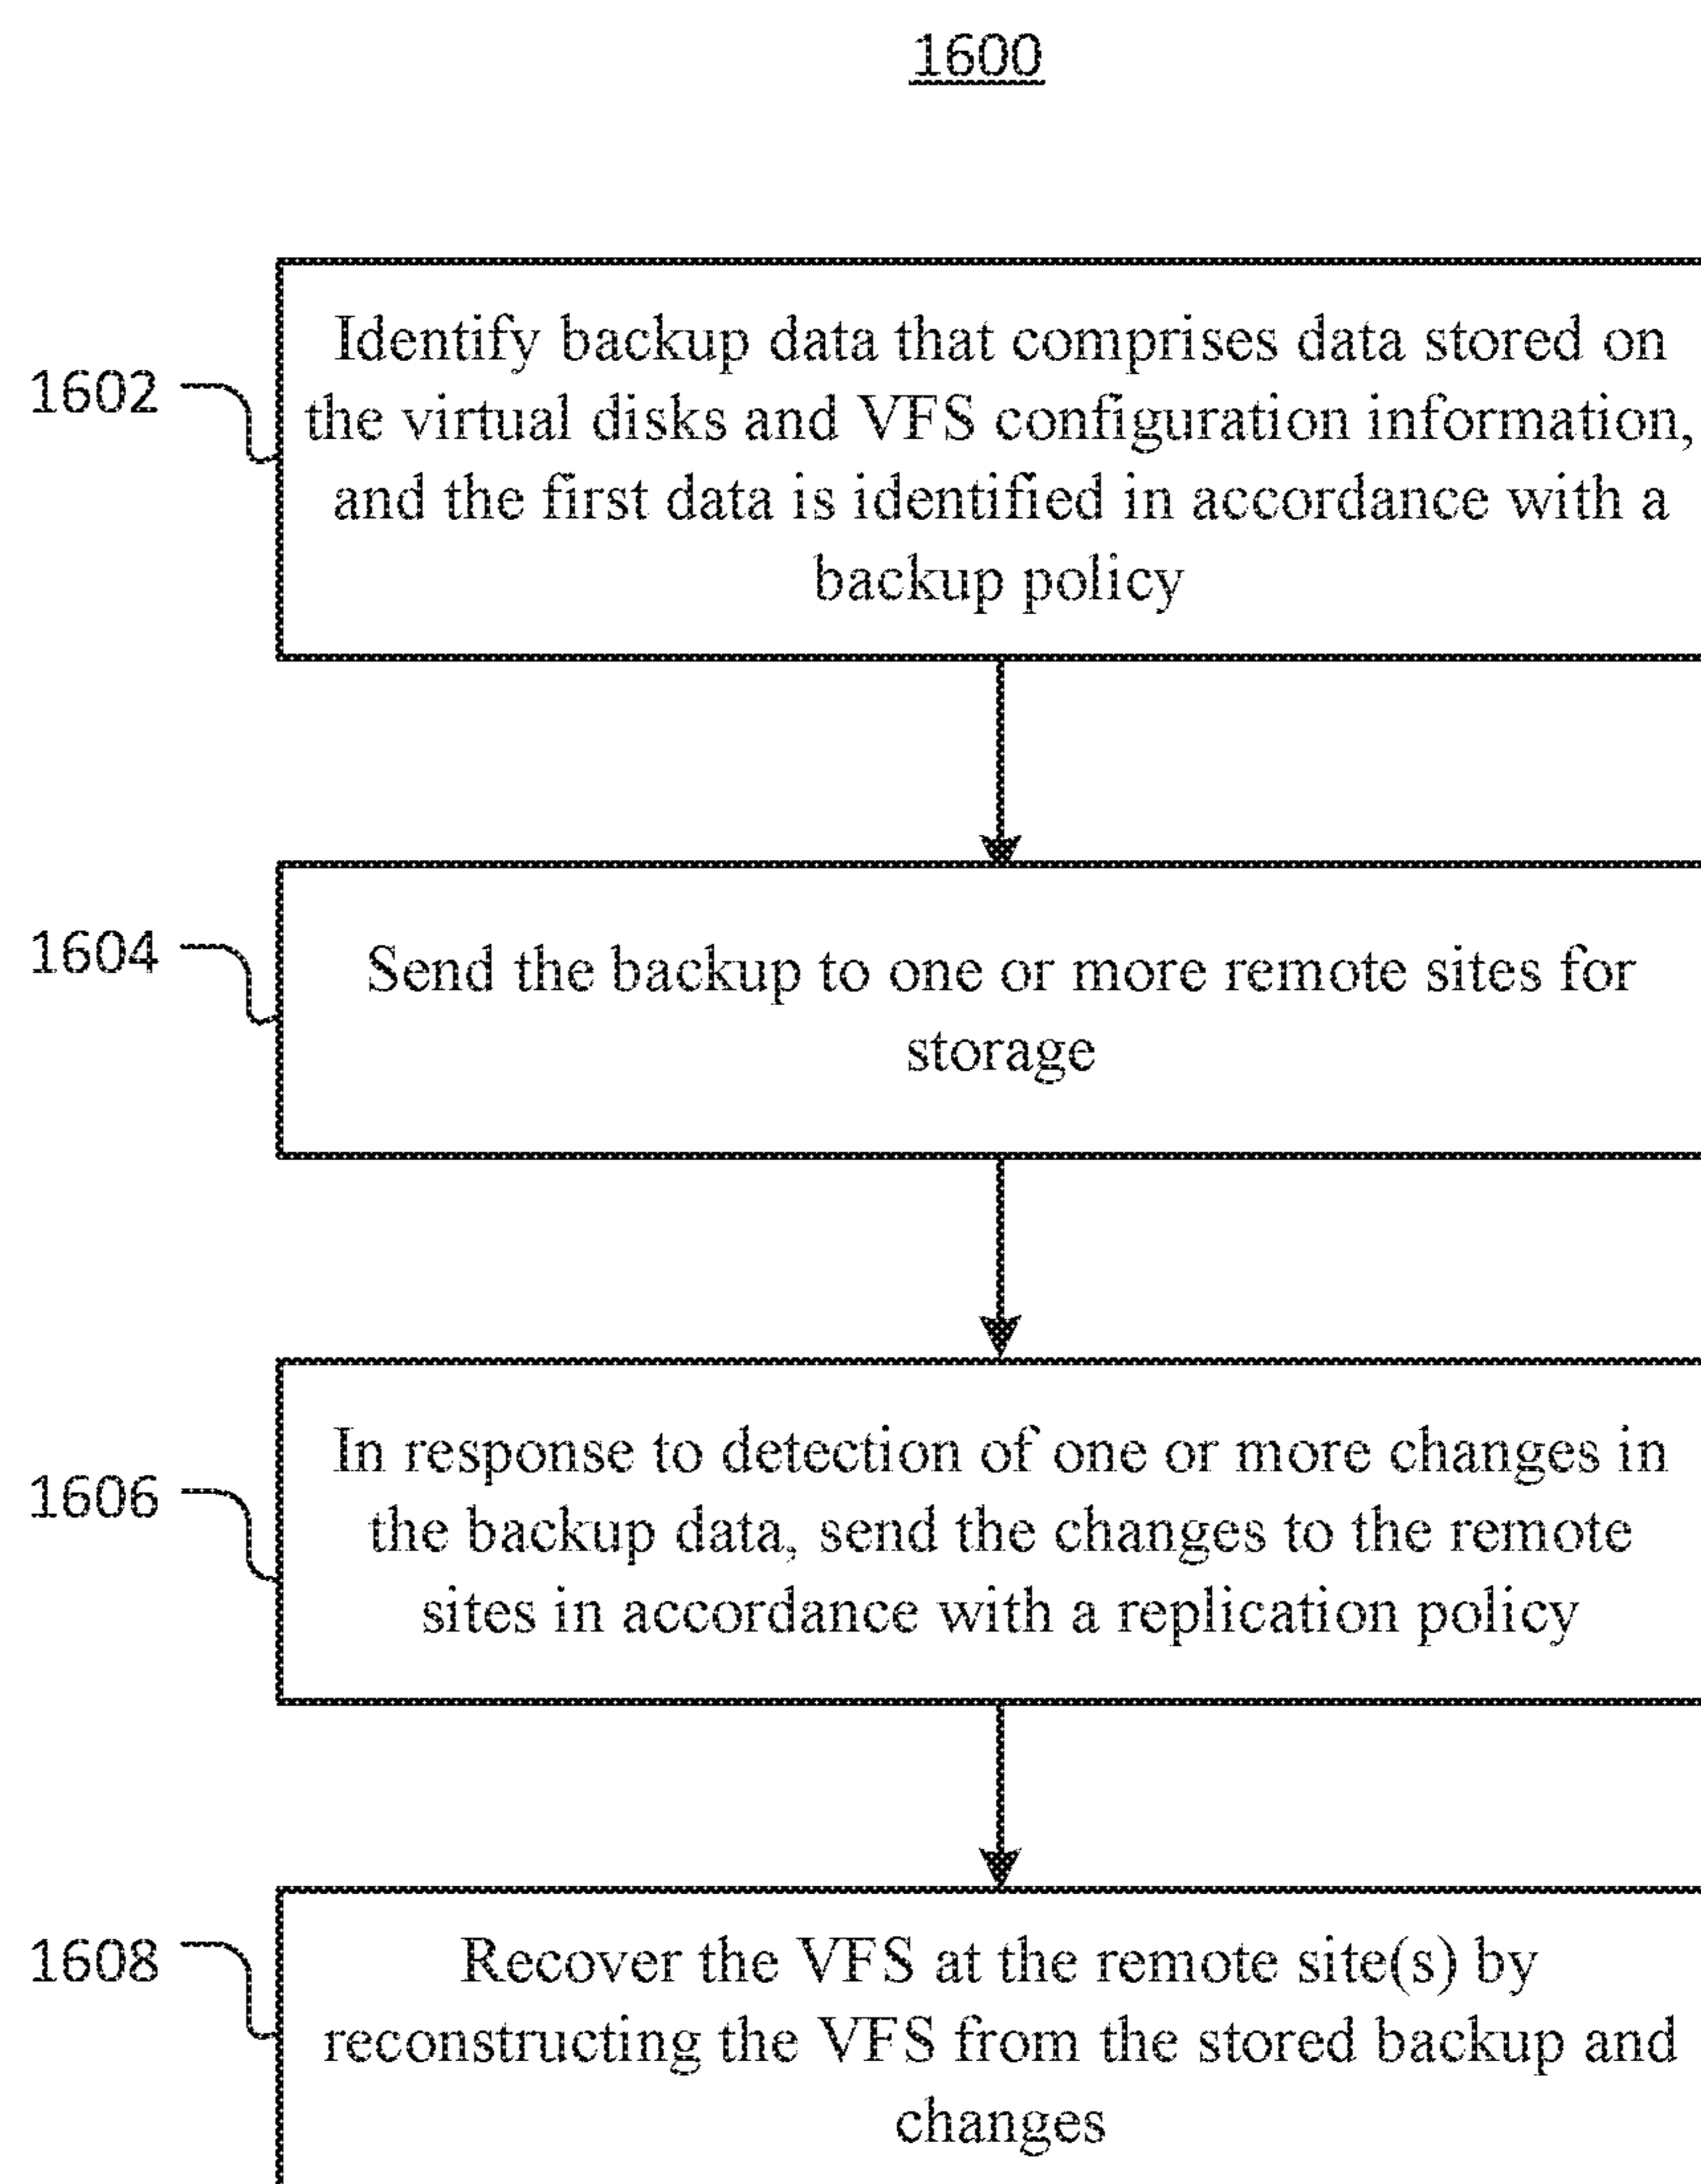 1600
1602
Identify backup data that comprises data stored on
the virtual disks and VFS configuration information,
and the first data is identified in accordance with a
backup policy
1604
Send the backup to one or more remote sites for
storage
1606
In response to detection of one or more changes in
the backup data, send the changes to the remote
sites in accordance with a replication policy
1608
Recover the VFS at the remote site(s) by
reconstructing the VFS from the stored backup and
changes